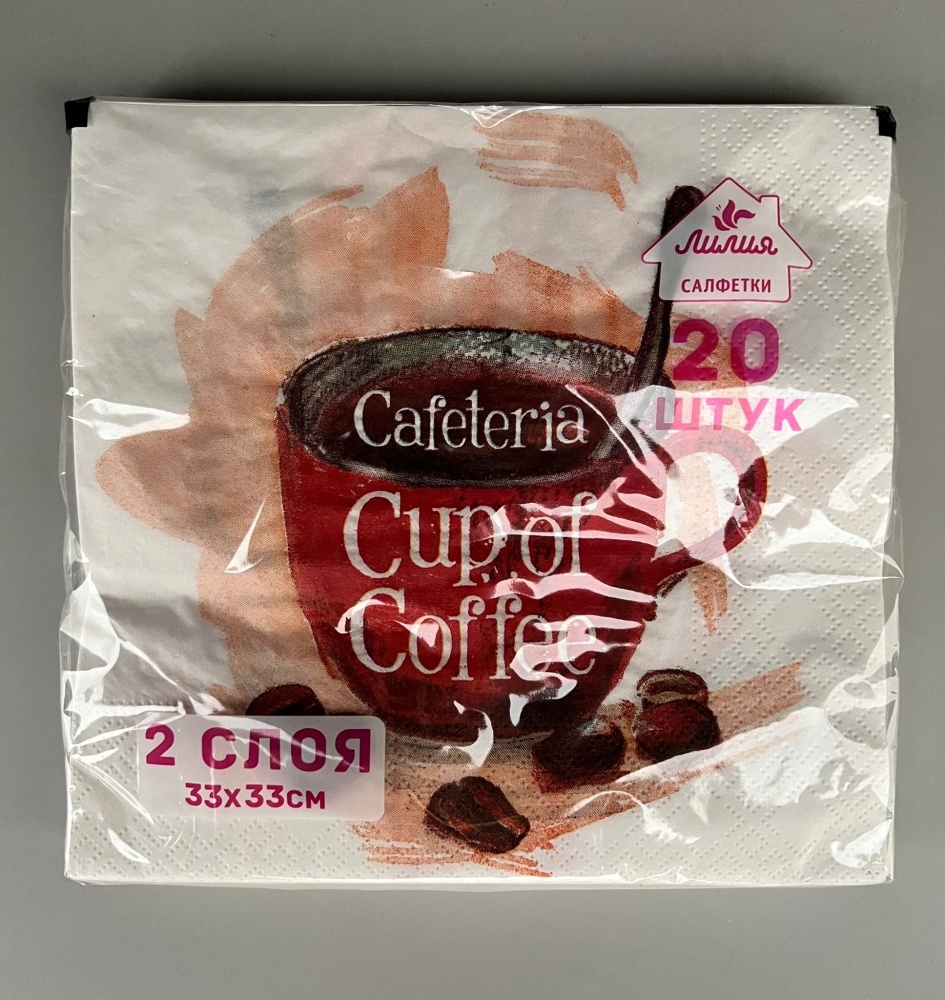 Лилия
САЛФЕТКИ
20
ШТУК
Cafeteria
Cup of
Coffee
2 СЛОЯ
33x33см